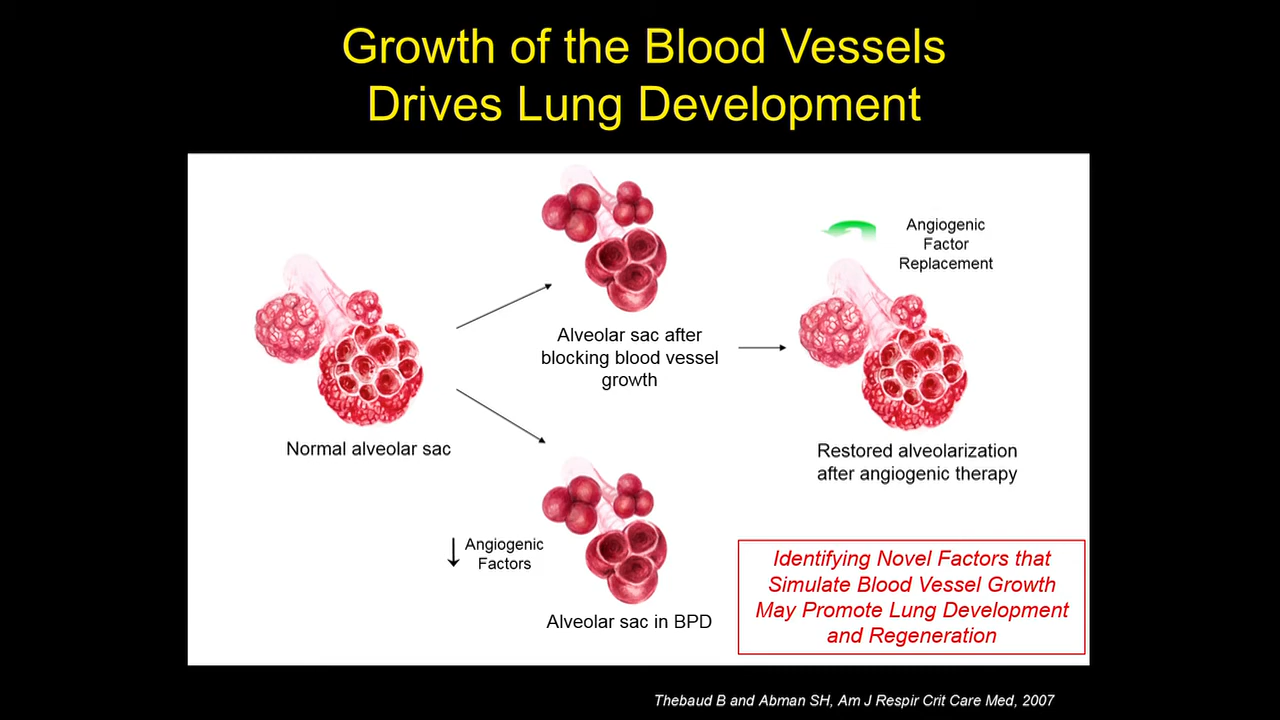 Growth of the Blood Vessels
Drives Lung Development
Normal alveolar sac
Alveolar sac after
blocking blood vessel
growth
Angiogenic
Factor
Replacement
Restored alveolarization
after angiogenic therapy
↓ Angiogenic
Factors
Alveolar sac in BPD
Identifying Novel Factors that
Simulate Blood Vessel Growth
May Promote Lung Development
and Regeneration
Thebaud B and Abman SH, Am J Respir Crit Care Med, 2007